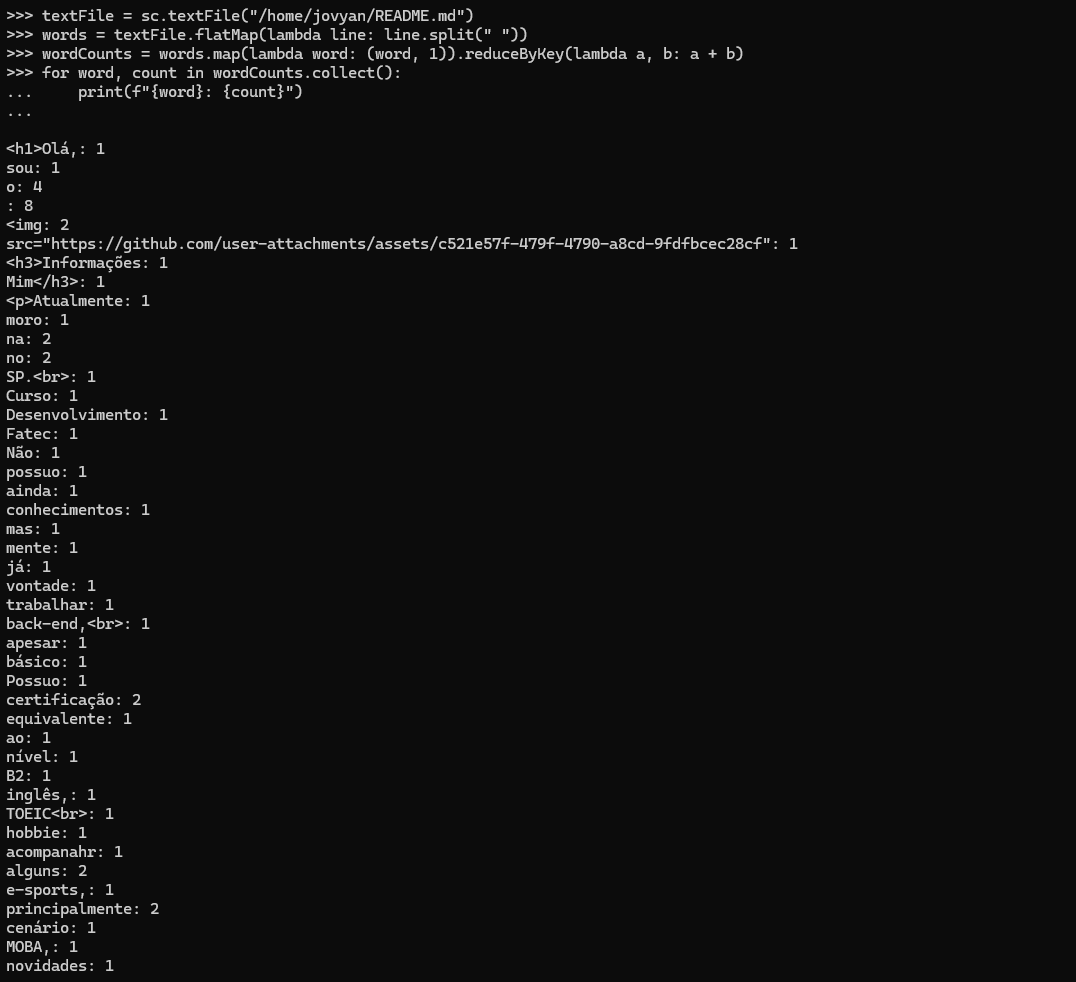 >>> textFile = sc.textFile("/home/jovyan/README.md")
>>> words = textFile.flatMap(lambda line: line.split(" "))
>>> wordCounts = words.map(lambda word: (word, 1)).reduceByKey(lambda a, b: a + b)
>>> for word, count in wordCounts.collect():
...     print(f"{word}: {count}")
...
<h1>Olá,: 1
sou: 1
o: 4
: 8
<img: 2
src="https://github.com/user-attachments/assets/c521e57f-479f-4790-a8cd-9fdfbcec28cf": 1
<h3>Informações: 1
Mim</h3>: 1
<p>Atualmente: 1
moro: 1
na: 2
no: 2
SP.<br>: 1
Curso: 1
Desenvolvimento: 1
Fatec: 1
Não: 1
possuo: 1
ainda: 1
conhecimentos: 1
mas: 1
mente: 1
já: 1
vontade: 1
trabalhar: 1
back-end,<br>: 1
apesar: 1
básico: 1
Possuo: 1
certificação: 2
equivalente: 1
ao: 1
nível: 1
B2: 1
inglês,: 1
TOEIC<br>: 1
hobbie: 1
acompanahr: 1
alguns: 2
e-sports,: 1
principalmente: 2
cenário: 1
MOBA,: 1
novidades: 1